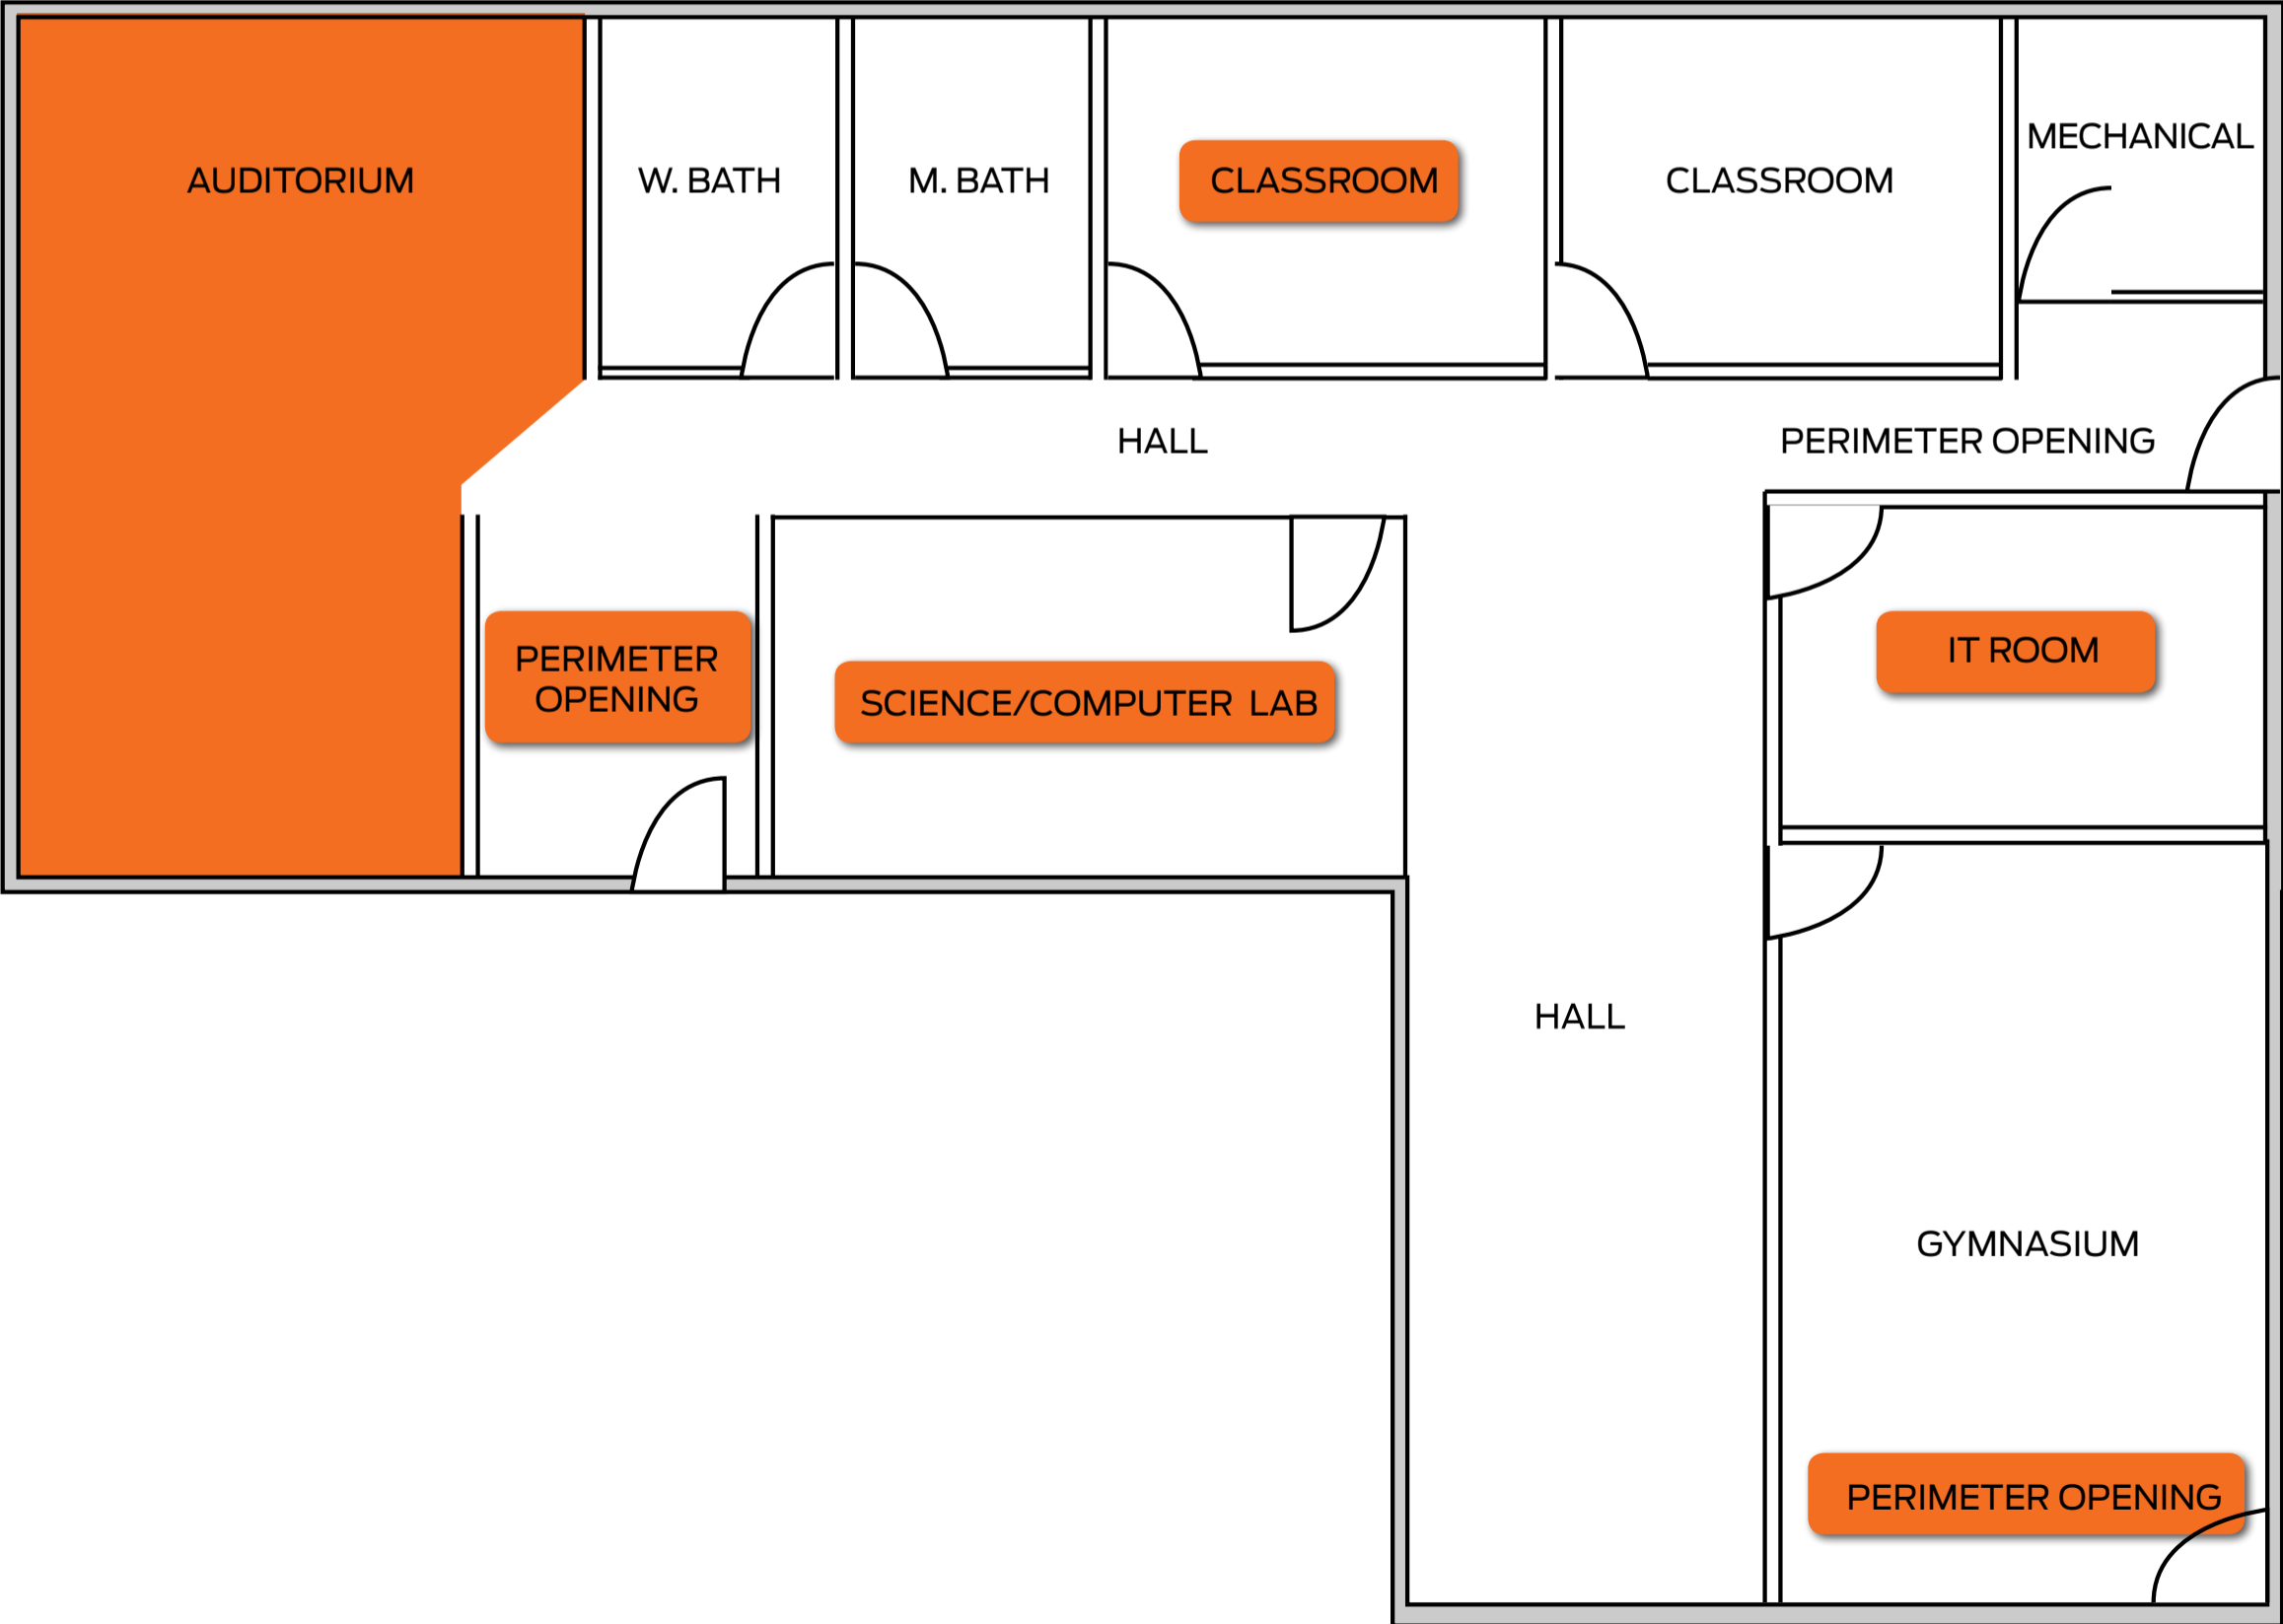 MECHANICAL
AUDITORIUM
W. BATH
M. BATH
CLASSROOM
CLASSROOM
HALL
PERIMETER OPENING
PERIMETER
OPENING
IT ROOM
SCIENCE/COMPUTER LAB
HALL
GYMNASIUM
PERIMETER OPENING